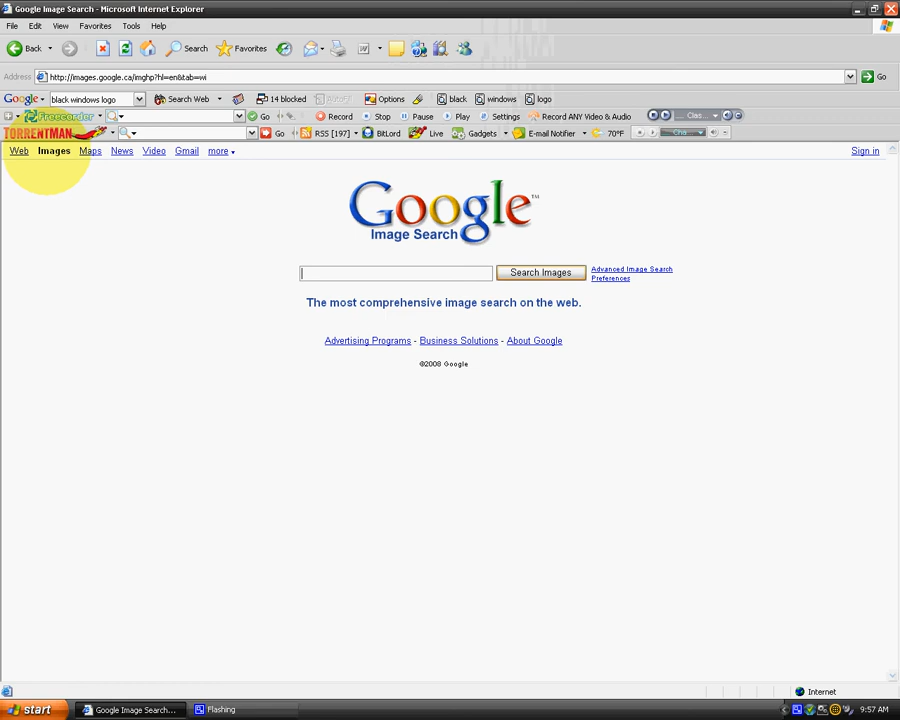 Google Image Search - Microsoft Internet Explorer
File Edit View Favorites Tools Help
Back Search Favorites
Address http://images.google.ca/imghp?hl=en&tab=wi Go
Google black windows logo Search Web 14 blocked AutoFill Options black windows logo
Freecorder Go Record Stop Pause Play Settings Record ANY Video & Audio .... Clas...
TORRENTMAN Go RSS [197] BitLord Live Gadgets E-mail Notifier 70°F Cha...
Web Images Maps News Video Gmail more Sign in
Google™
Image Search
Search Images Advanced Image Search
Preferences
The most comprehensive image search on the web.
Advertising Programs - Business Solutions - About Google
©2008 Google
Internet
start Google Image Search... Flashing 9:57 AM